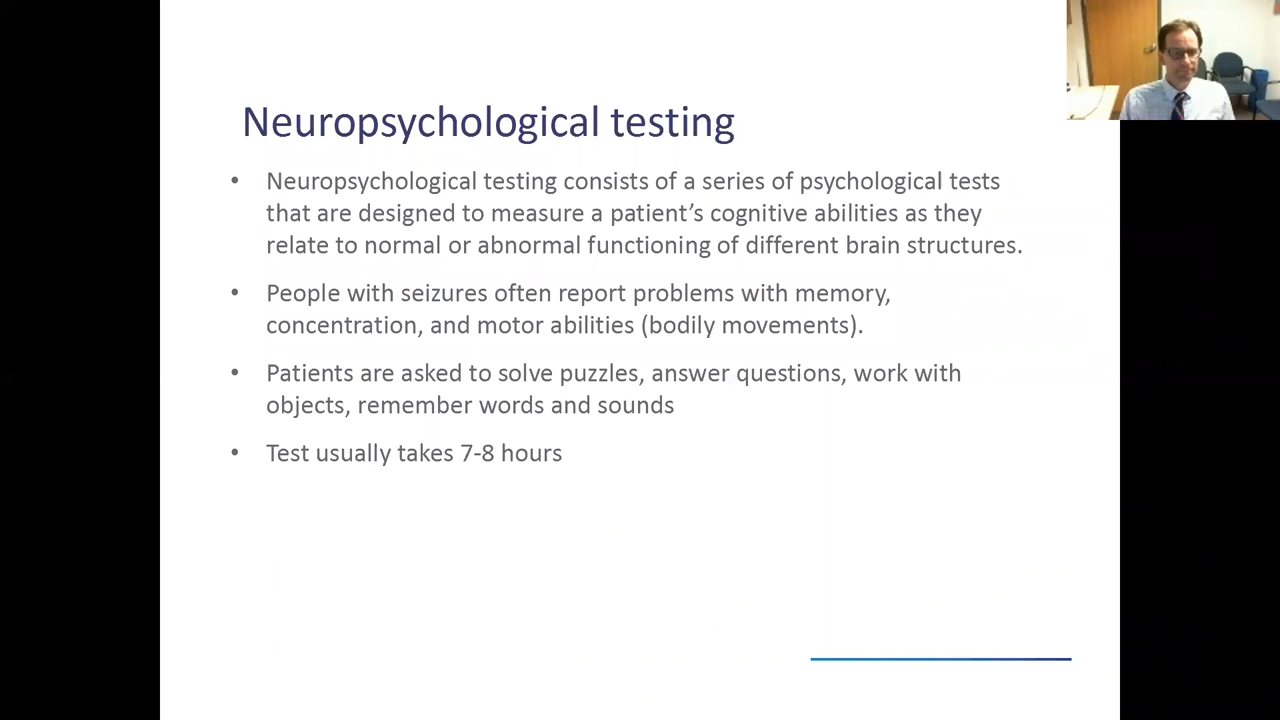 Neuropsychological testing
• Neuropsychological testing consists of a series of psychological tests
that are designed to measure a patient’s cognitive abilities as they
relate to normal or abnormal functioning of different brain structures.
• People with seizures often report problems with memory,
concentration, and motor abilities (bodily movements).
• Patients are asked to solve puzzles, answer questions, work with
objects, remember words and sounds
• Test usually takes 7-8 hours